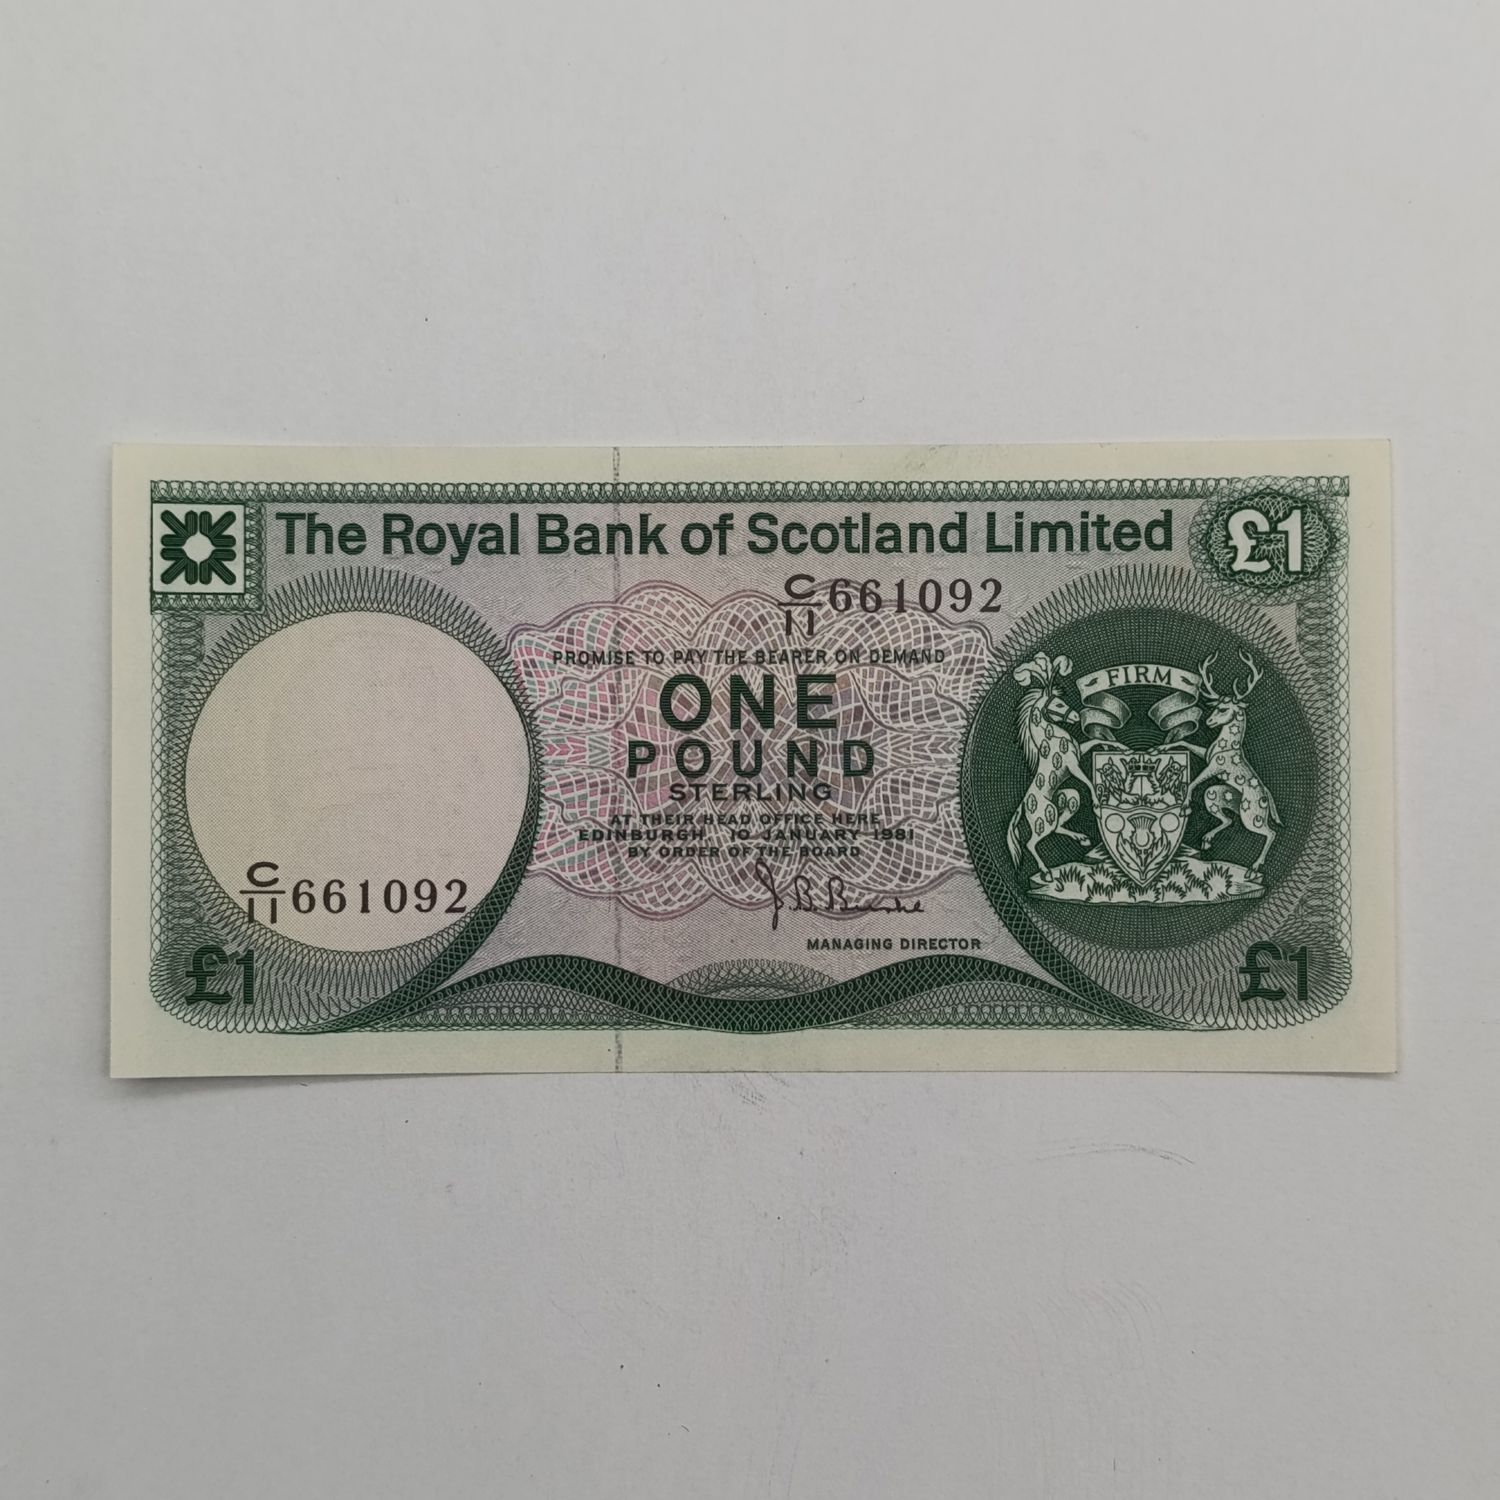 The Royal Bank of Scotland Limited
£1
C/11 661092
FIRM
PROMISE TO PAY THE BEARER ON DEMAND
ONE
POUND
STERLING
AT THEIR HEAD OFFICE HERE
EDINBURGH, 10 JANUARY 1981
BY ORDER OF THE BOARD
C/11 661092
J B Burke
MANAGING DIRECTOR
£1
£1